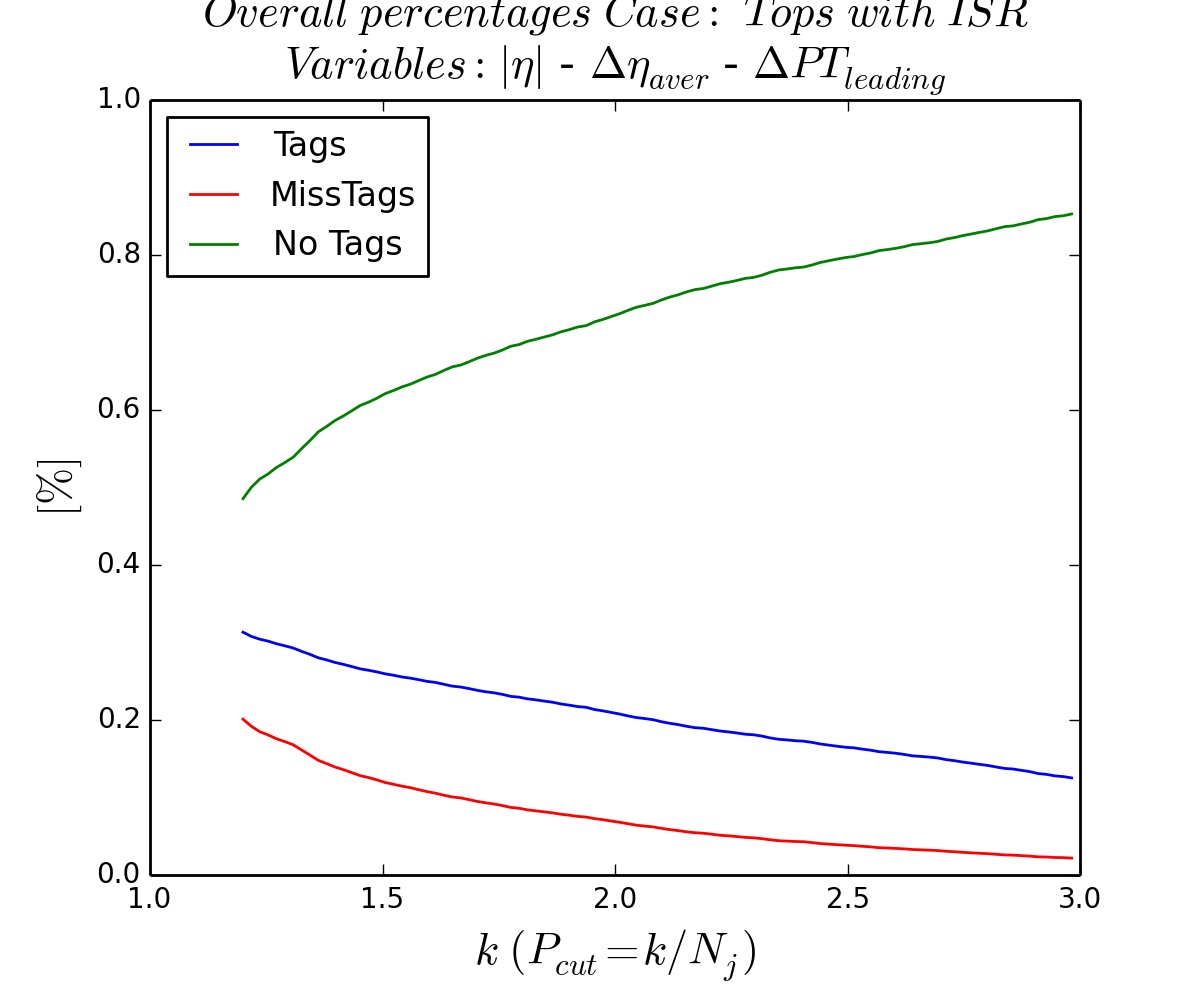 Overall percentages Case: Tops with ISR
Variables: |η| - Δη_aver - ΔPT_leading
1.0
Tags
MissTags
No Tags
0.8
0.6
[%]
0.4
0.2
0.0
1.0 1.5 2.0 2.5 3.0
k (P_cut = k/N_j)